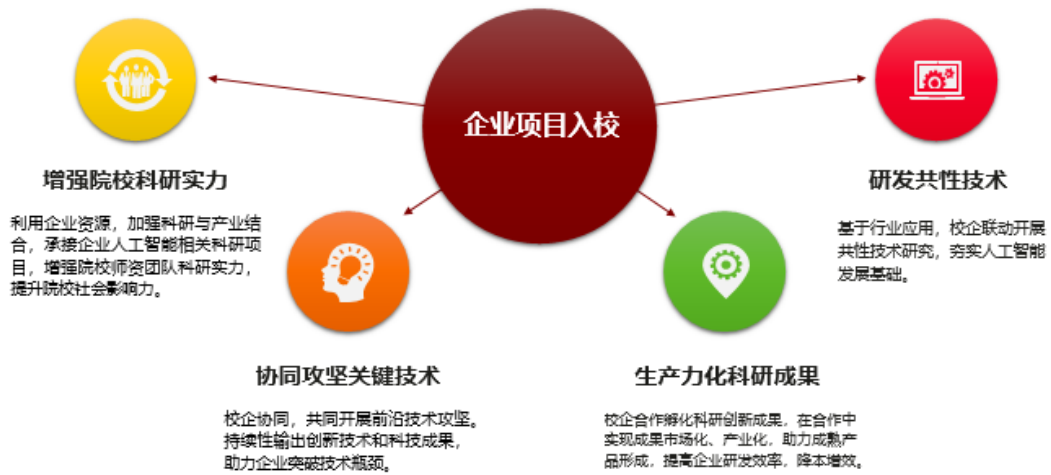 企业项目入校
增强院校科研实力
利用企业资源，加强科研与产业结
合，承接企业人工智能相关科研项
目，增强院校师资团队科研实力，
提升院校社会影响力。
协同攻坚关键技术
校企协同，共同开展前沿技术攻坚。
持续性输出创新技术和科技成果，
助力企业突破技术瓶颈。
生产力化科研成果
校企合作孵化科研创新成果，在合作中
实现成果市场化、产业化，助力成熟产
品形成，提高企业研发效率，降本增效。
研发共性技术
基于行业应用，校企联动开展
共性技术研究，夯实人工智能
发展基础。